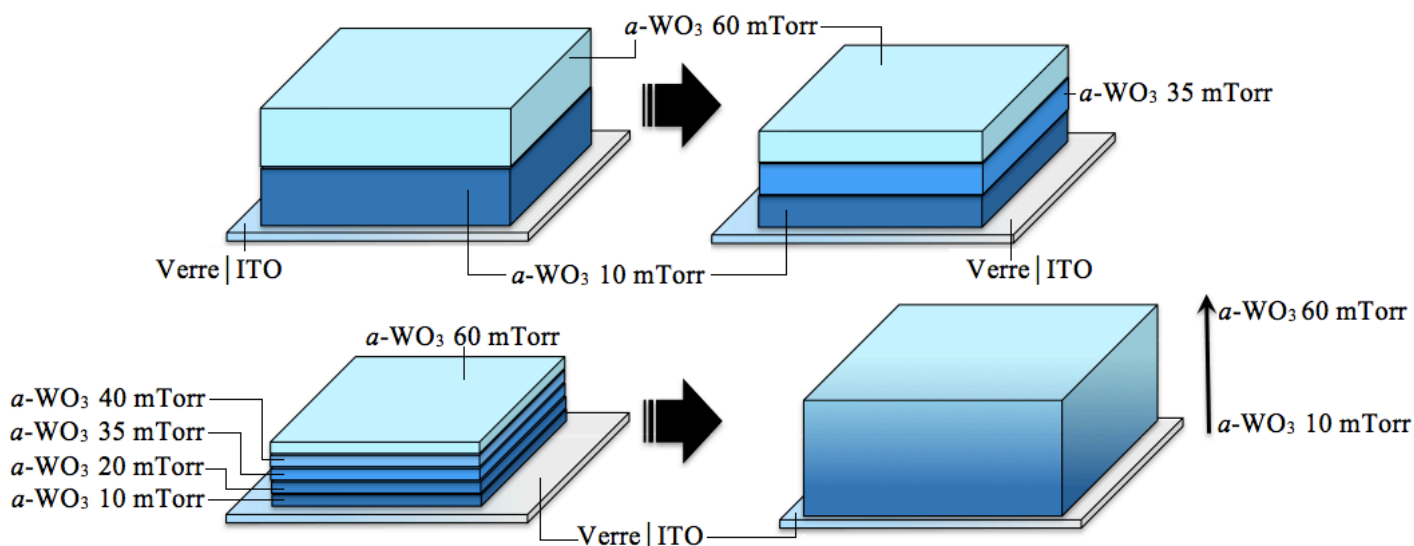 a-WO₃ 60 mTorr
a-WO₃ 35 mTorr
Verre|ITO
a-WO₃ 10 mTorr
Verre|ITO
a-WO₃ 60 mTorr
a-WO₃ 60 mTorr
a-WO₃ 40 mTorr
a-WO₃ 35 mTorr
a-WO₃ 20 mTorr
a-WO₃ 10 mTorr
a-WO₃ 10 mTorr
Verre|ITO